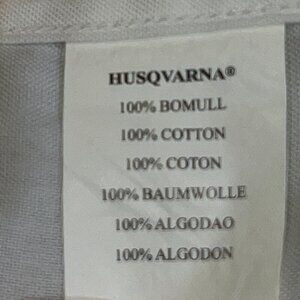 HUSQVARNA®
100% BOMULL
100% COTTON
100% COTON
100% BAUMWOLLE
100% ALGODAO
100% ALGODON